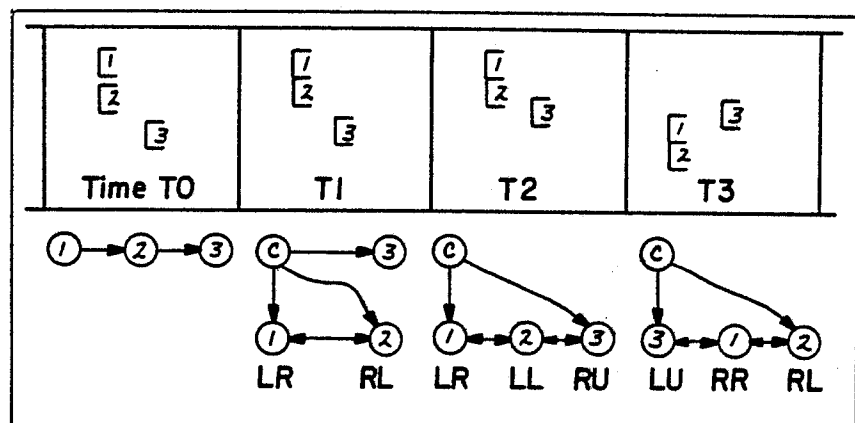 1 1 1
2 2 2 3 3
3 3 1
2
Time T0 T1 T2 T3
1 2 3 C 3 C C
1 2 1 2 3 3 1 2
LR RL LR LL RU LU RR RL